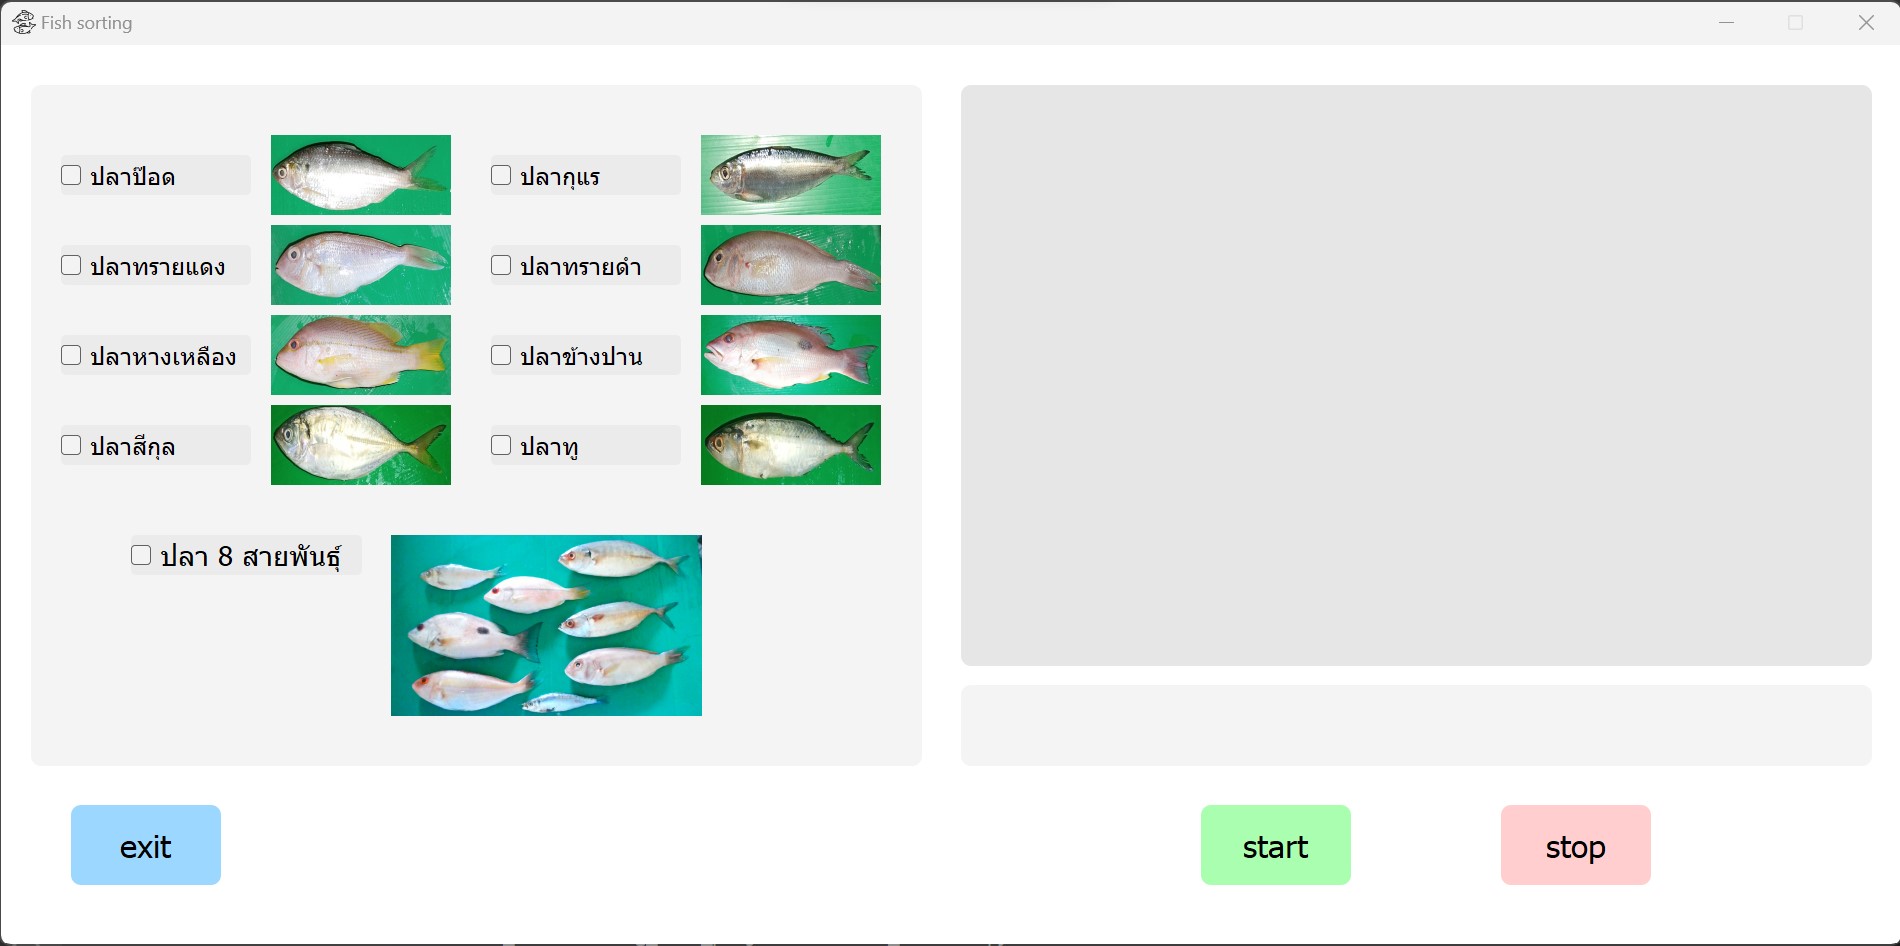 Fish sorting
ปลาป๊อด
ปลากุแร
ปลาทรายแดง
ปลาทรายดำ
ปลาหางเหลือง
ปลาข้างปาน
ปลาสีกุล
ปลาทู
ปลา 8 สายพันธุ์
exit
start
stop